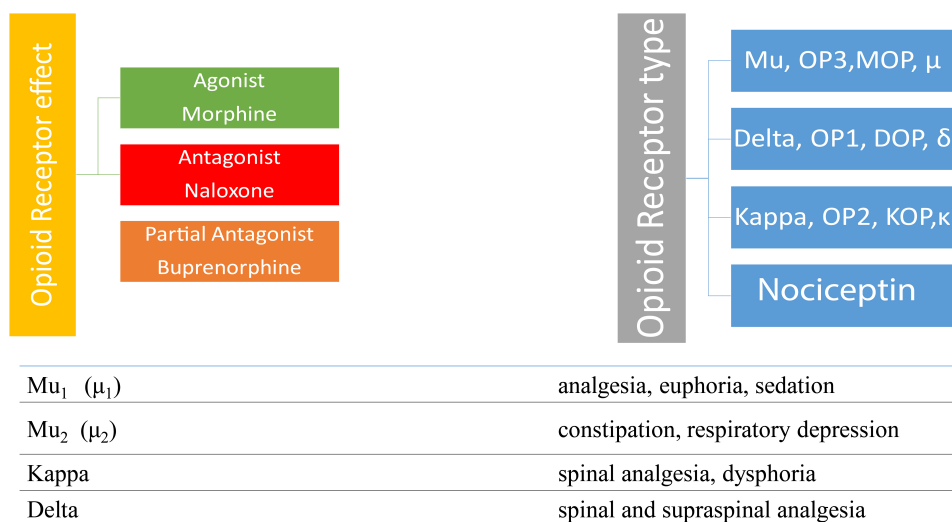 Opioid Receptor effect
Agonist
Morphine
Antagonist
Naloxone
Partial Antagonist
Buprenorphine
Opioid Receptor type
Mu, OP3,MOP, μ
Delta, OP1, DOP, δ
Kappa, OP2, KOP,κ
Nociceptin
Mu₁ (μ₁) analgesia, euphoria, sedation
Mu₂ (μ₂) constipation, respiratory depression
Kappa spinal analgesia, dysphoria
Delta spinal and supraspinal analgesia